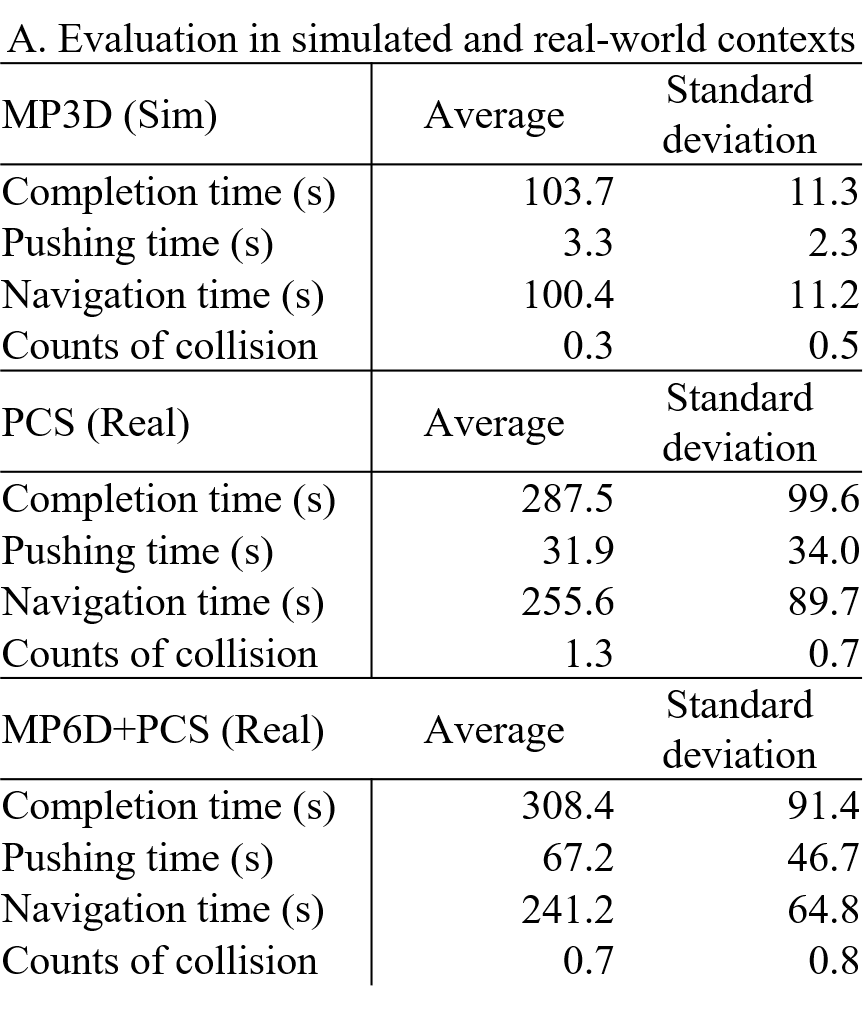 A. Evaluation in simulated and real-world contexts
MP3D (Sim) Average Standard deviation
Completion time (s) 103.7 11.3
Pushing time (s) 3.3 2.3
Navigation time (s) 100.4 11.2
Counts of collision 0.3 0.5
PCS (Real) Average Standard deviation
Completion time (s) 287.5 99.6
Pushing time (s) 31.9 34.0
Navigation time (s) 255.6 89.7
Counts of collision 1.3 0.7
MP6D+PCS (Real) Average Standard deviation
Completion time (s) 308.4 91.4
Pushing time (s) 67.2 46.7
Navigation time (s) 241.2 64.8
Counts of collision 0.7 0.8